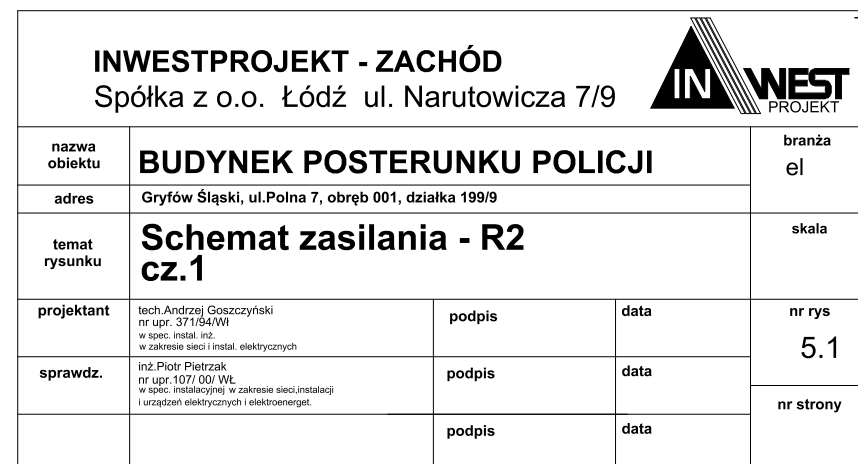 INWESTPROJEKT - ZACHÓD
Spółka z o.o. Łódź ul. Narutowicza 7/9
IN WEST
PROJEKT
nazwa
obiektu
BUDYNEK POSTERUNKU POLICJI
branża
el
adres
Gryfów Śląski, ul.Polna 7, obręb 001, działka 199/9
temat
rysunku
Schemat zasilania - R2
cz.1
skala
projektant
tech.Andrzej Goszczyński
nr upr. 371/94/Wł
w spec. instal. inż.
w zakresie sieci i instal. elektrycznych
podpis
data
nr rys
5.1
sprawdz.
inż.Piotr Pietrzak
nr upr.107/ 00/ WŁ
w spec. instalacyjnej w zakresie sieci,instalacji
i urządzeń elektrycznych i elektroenerget.
podpis
data
nr strony
podpis
data